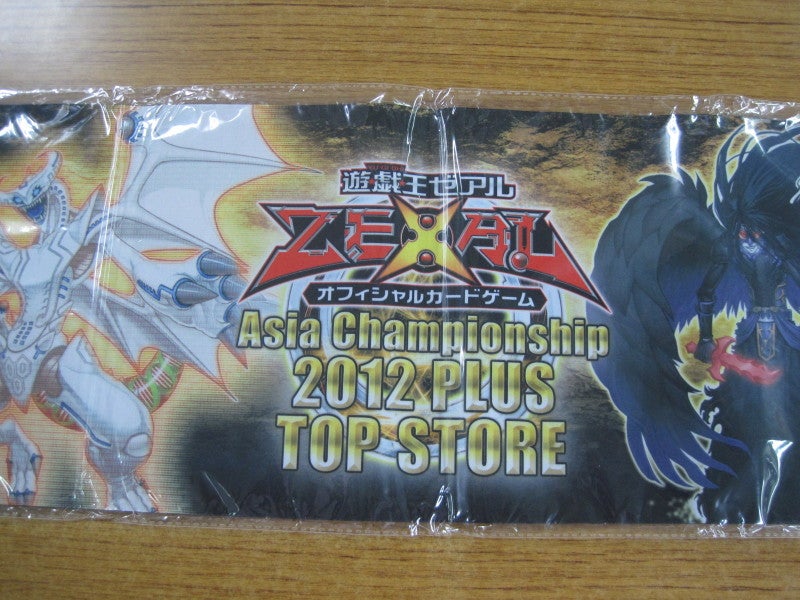 遊戯王ゼアル
ZEXAL
オフィシャルカードゲーム
Asia Championship
2012 PLUS
TOP STORE